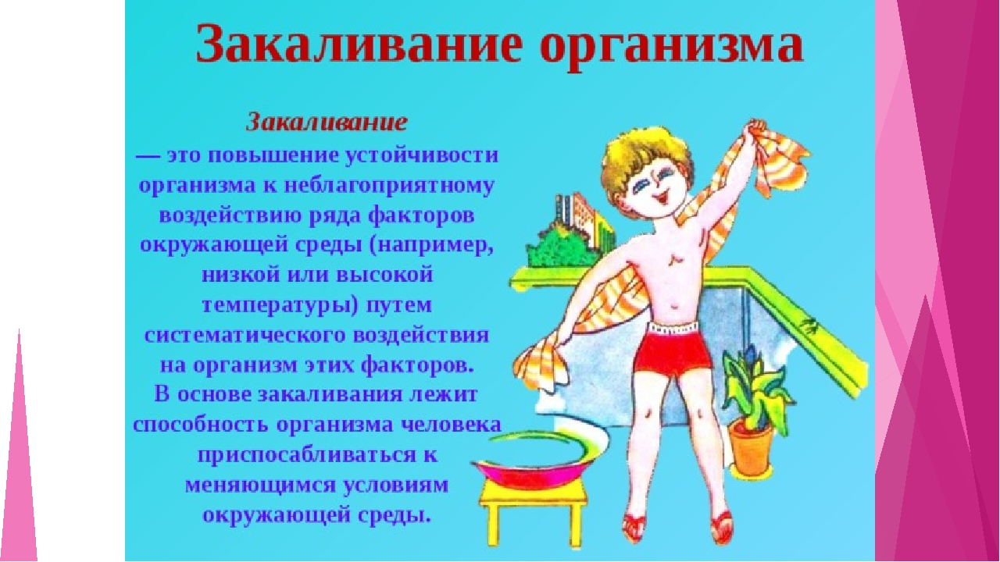 Закаливание организма
Закаливание
— это повышение устойчивости
организма к неблагоприятному
воздействию ряда факторов
окружающей среды (например,
низкой или высокой
температуры) путем
систематического воздействия
на организм этих факторов.
В основе закаливания лежит
способность организма человека
приспосабливаться к
меняющимся условиям
окружающей среды.